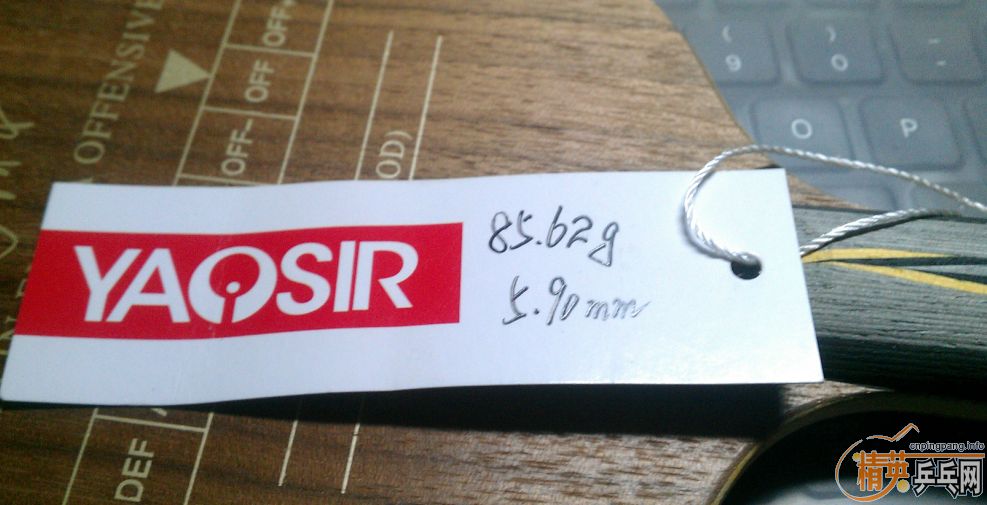 YAOSIR
85.62g
5.90mm
OFFENSIVE
OFF
OFF
OFF-
OD)
DEF
(
9
)
0
-
O
P
cnpingpang.info
精英乒乓网